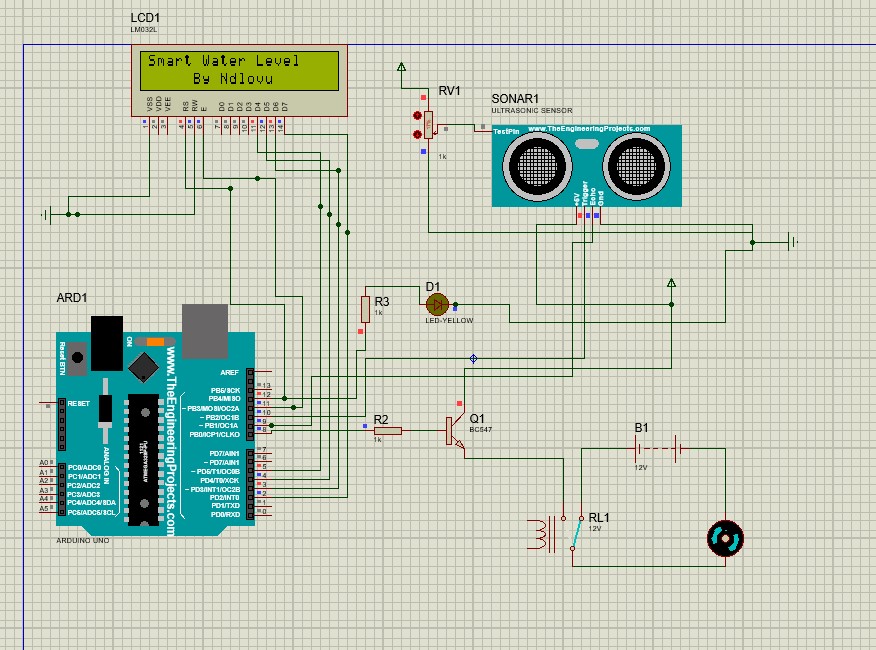 LCD1
LM032L
Smart Water Level
By Ndlovu
VSS VDD VEE RS RW E D0 D1 D2 D3 D4 D5 D6 D7
1 2 3 4 5 6 7 8 9 10 11 12 13 14
RV1
1k
SONAR1
ULTRASONIC SENSOR
TestPin
www.TheEngineeringProjects.com
+5V
Trigger
Echo
Gnd
ARD1
D1
LED-YELLOW
R3
1k
Reset BTN
ON
www.TheEngineeringProjects.com
RESET
ANALOG IN
ATMEGA328P-PU
AREF
PB5/SCK 13
PB4/MISO 12
~ PB3/MOSI/OC2A 11
~ PB2/OC1B 10
~ PB1/OC1A 9
PB0/ICP1/CLKO 8
PD7/AIN1 7
~ PD7/AIN1 6
~ PD5/T1/OC0B 5
PD4/T0/XCK 4
~ PD3/INT1/OC2B 3
PD2/INT0 2
PD1/TXD 1
PD0/RXD 0
A0 PC0/ADC0
A1 PC1/ADC1
A2 PC2/ADC2
A3 PC3/ADC3
A4 PC4/ADC4/SDA
A5 PC5/ADC5/SCL
ARDUINO UNO
R2
1k
Q1
BC547
B1
12V
RL1
12V